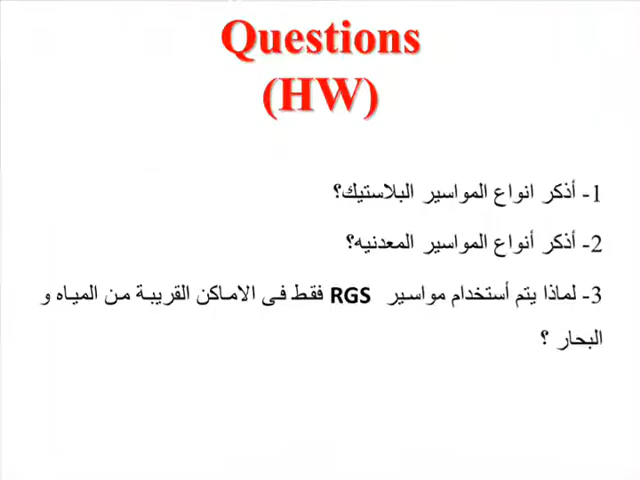 Questions
(HW)
1- أذكر انواع المواسير البلاستيك؟
2- أذكر أنواع المواسير المعدنيه؟
3- لماذا يتم أستخدام مواسير RGS فقط فى الاماكن القريبة من المياه و
البحار ؟